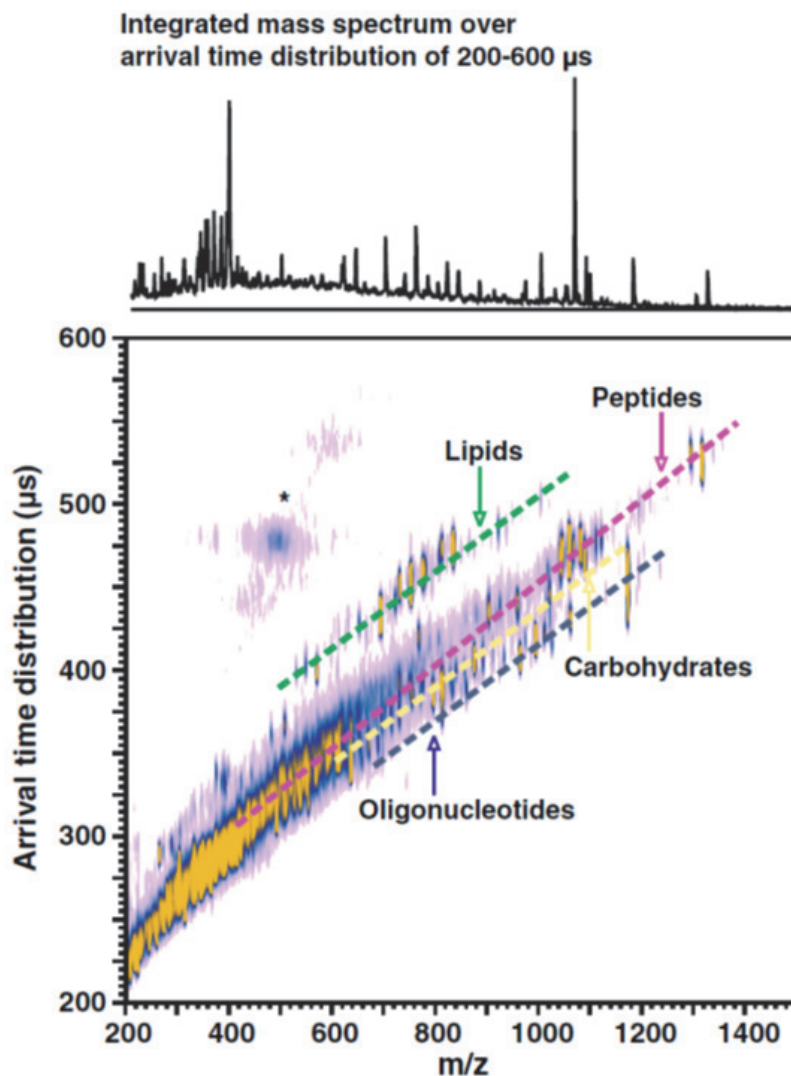 Integrated mass spectrum over
arrival time distribution of 200-600 µs
600
500
400
300
200
Arrival time distribution (µs)
Peptides
Lipids
*
Carbohydrates
Oligonucleotides
200 400 600 800 1000 1200 1400
m/z